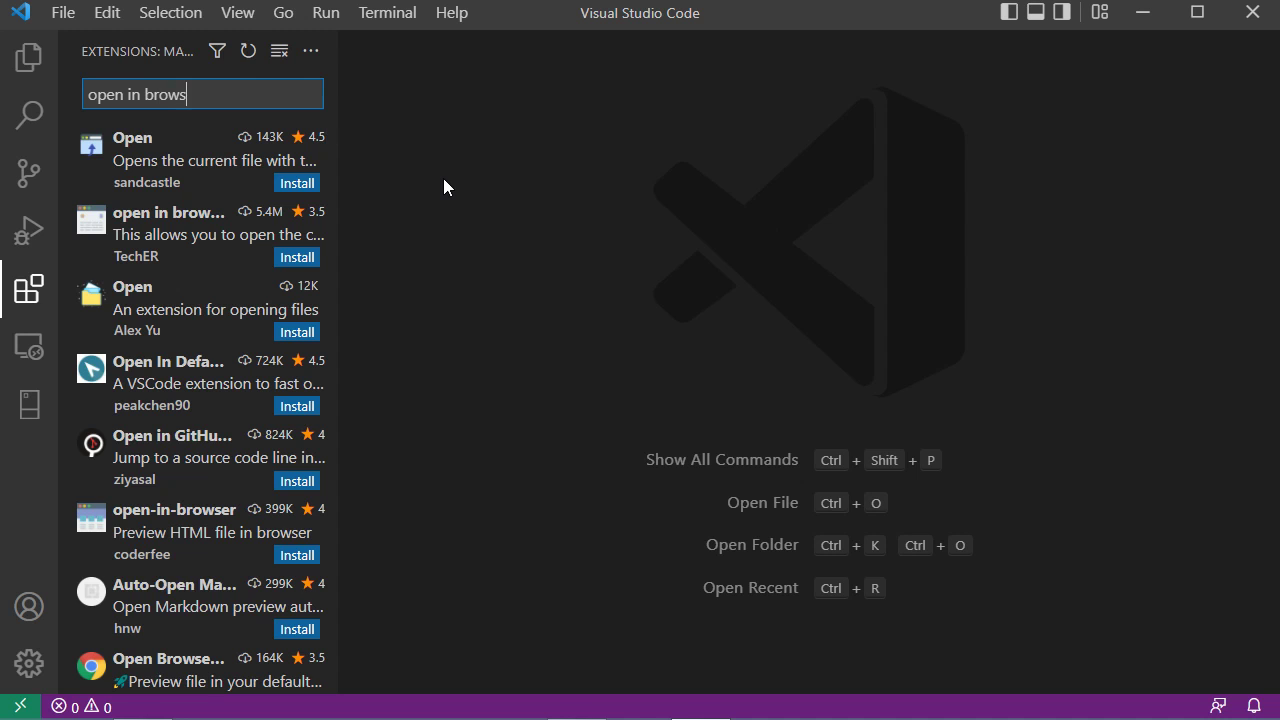 File Edit Selection View Go Run Terminal Help Visual Studio Code
EXTENSIONS: MA...
open in brows
Open 143K 4.5
Opens the current file with t...
sandcastle Install
open in brow... 5.4M 3.5
This allows you to open the c...
TechER Install
Open 12K
An extension for opening files
Alex Yu Install
Open In Defa... 724K 4.5
A VSCode extension to fast o...
peakchen90 Install
Open in GitHu... 824K 4
Jump to a source code line in...
ziyasal Install
open-in-browser 399K 4
Preview HTML file in browser
coderfee Install
Auto-Open Ma... 299K 4
Open Markdown preview aut...
hnw Install
Open Browse... 164K 3.5
🚀Preview file in your default...
Show All Commands Ctrl + Shift + P
Open File Ctrl + O
Open Folder Ctrl + K Ctrl + O
Open Recent Ctrl + R
0 0